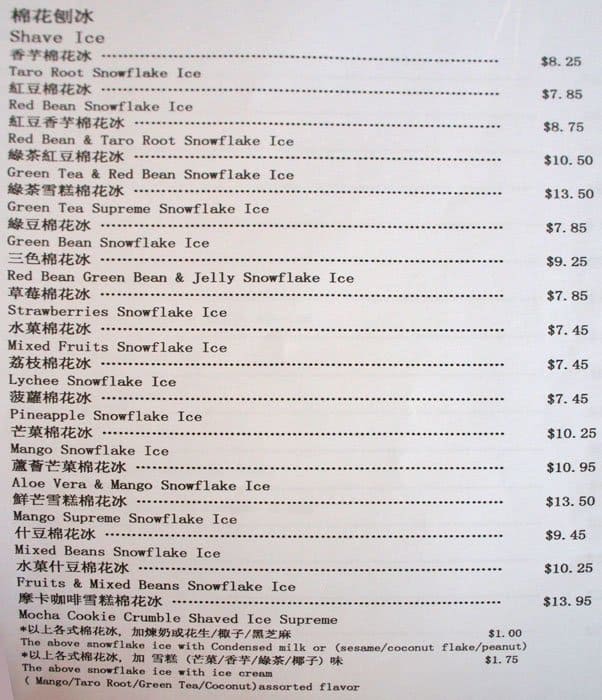 棉花刨冰
Shave Ice
香芋棉花冰 $8.25
Taro Root Snowflake Ice
紅豆棉花冰 $7.85
Red Bean Snowflake Ice
紅豆香芋棉花冰 $8.75
Red Bean & Taro Root Snowflake Ice
綠茶紅豆棉花冰 $10.50
Green Tea & Red Bean Snowflake Ice
綠茶雪糕棉花冰 $13.50
Green Tea Supreme Snowflake Ice
綠豆棉花冰 $7.85
Green Bean Snowflake Ice
三色棉花冰 $9.25
Red Bean Green Bean & Jelly Snowflake Ice
草莓棉花冰 $7.85
Strawberries Snowflake Ice
水菓棉花冰 $7.45
Mixed Fruits Snowflake Ice
荔枝棉花冰 $7.45
Lychee Snowflake Ice
菠蘿棉花冰 $7.45
Pineapple Snowflake Ice
芒菓棉花冰 $10.25
Mango Snowflake Ice
蘆薈芒菓棉花冰 $10.95
Aloe Vera & Mango Snowflake Ice
鮮芒雪糕棉花冰 $13.50
Mango Supreme Snowflake Ice
什豆棉花冰 $9.45
Mixed Beans Snowflake Ice
水菓什豆棉花冰 $10.25
Fruits & Mixed Beans Snowflake Ice
摩卡咖啡雪糕棉花冰 $13.95
Mocha Cookie Crumble Shaved Ice Supreme
*以上各式棉花冰, 加煉奶或花生/椰子/黑芝麻 $1.00
The above snowflake ice with Condensed milk or (sesame/coconut flake/peanut)
*以上各式棉花冰, 加 雪糕 (芒菓/香芋/綠茶/椰子) 味 $1.75
The above snowflake ice with ice cream
( Mango/Taro Root/Green Tea/Coconut)assorted flavor